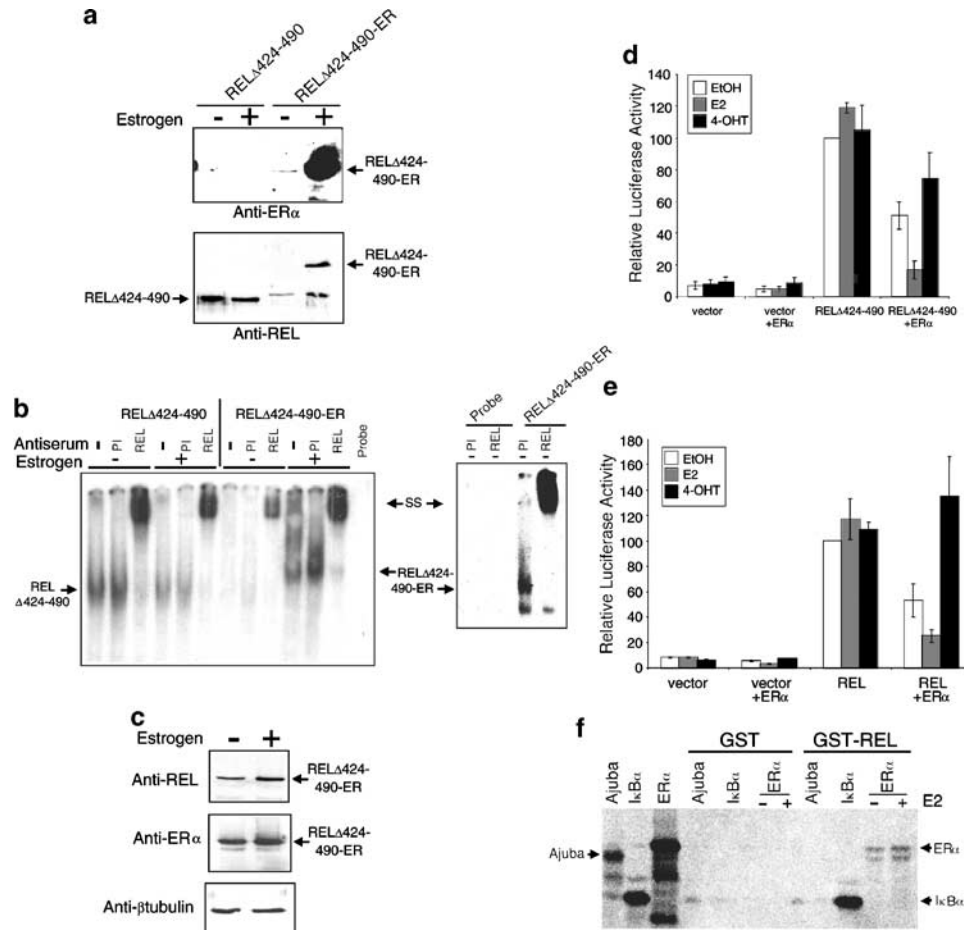 a
RELΔ424-490
RELΔ424-490-ER
Estrogen - + - +
RELΔ424-
490-ER
Anti-ERα
RELΔ424-
490-ER
RELΔ424-490
Anti-REL
b
RELΔ424-490 RELΔ424-490-ER
Antiserum - PI REL - PI REL - PI REL - PI REL Probe
Estrogen - + - +
SS
REL
Δ424-490
RELΔ424-
490-ER
Probe
RELΔ424-490-ER
PI REL PI REL
- - - -
c
Estrogen - +
Anti-REL
RELΔ424-
490-ER
Anti-ERα
RELΔ424-
490-ER
Anti-βtubulin
d
Relative Luciferase Activity
140
120
100
80
60
40
20
0
EtOH
E2
4-OHT
vector vector +ERα RELΔ424-490 RELΔ424-490 +ERα
e
Relative Luciferase Activity
180
160
140
120
100
80
60
40
20
0
EtOH
E2
4-OHT
vector vector +ERα REL REL +ERα
f
GST GST-REL
Ajuba IκBα ERα Ajuba IκBα ERα Ajuba IκBα ERα
- + - + E2
Ajuba
ERα
IκBα